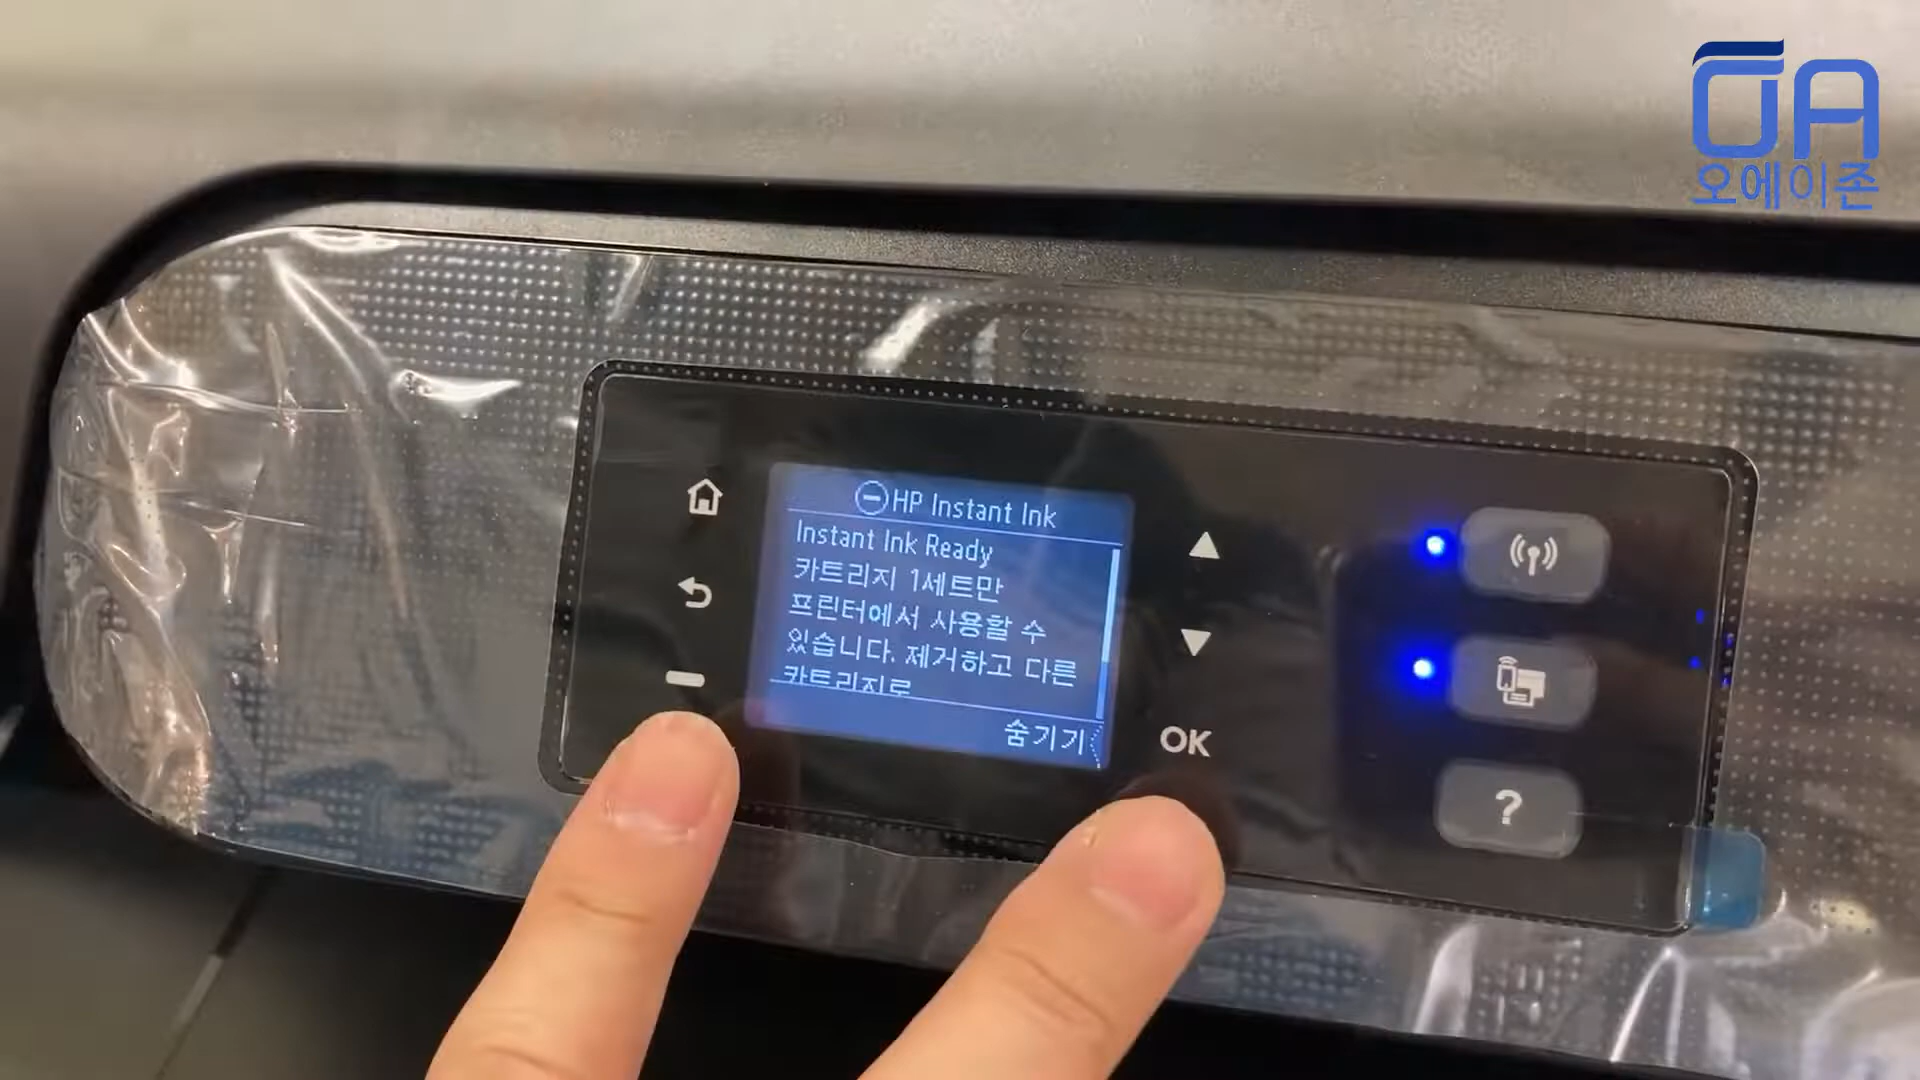 OA
오에이존
HP Instant Ink
Instant Ink Ready
카트리지 1세트만
프린터에서 사용할 수
있습니다. 제거하고 다른
카트리지로
숨기기
OK
?